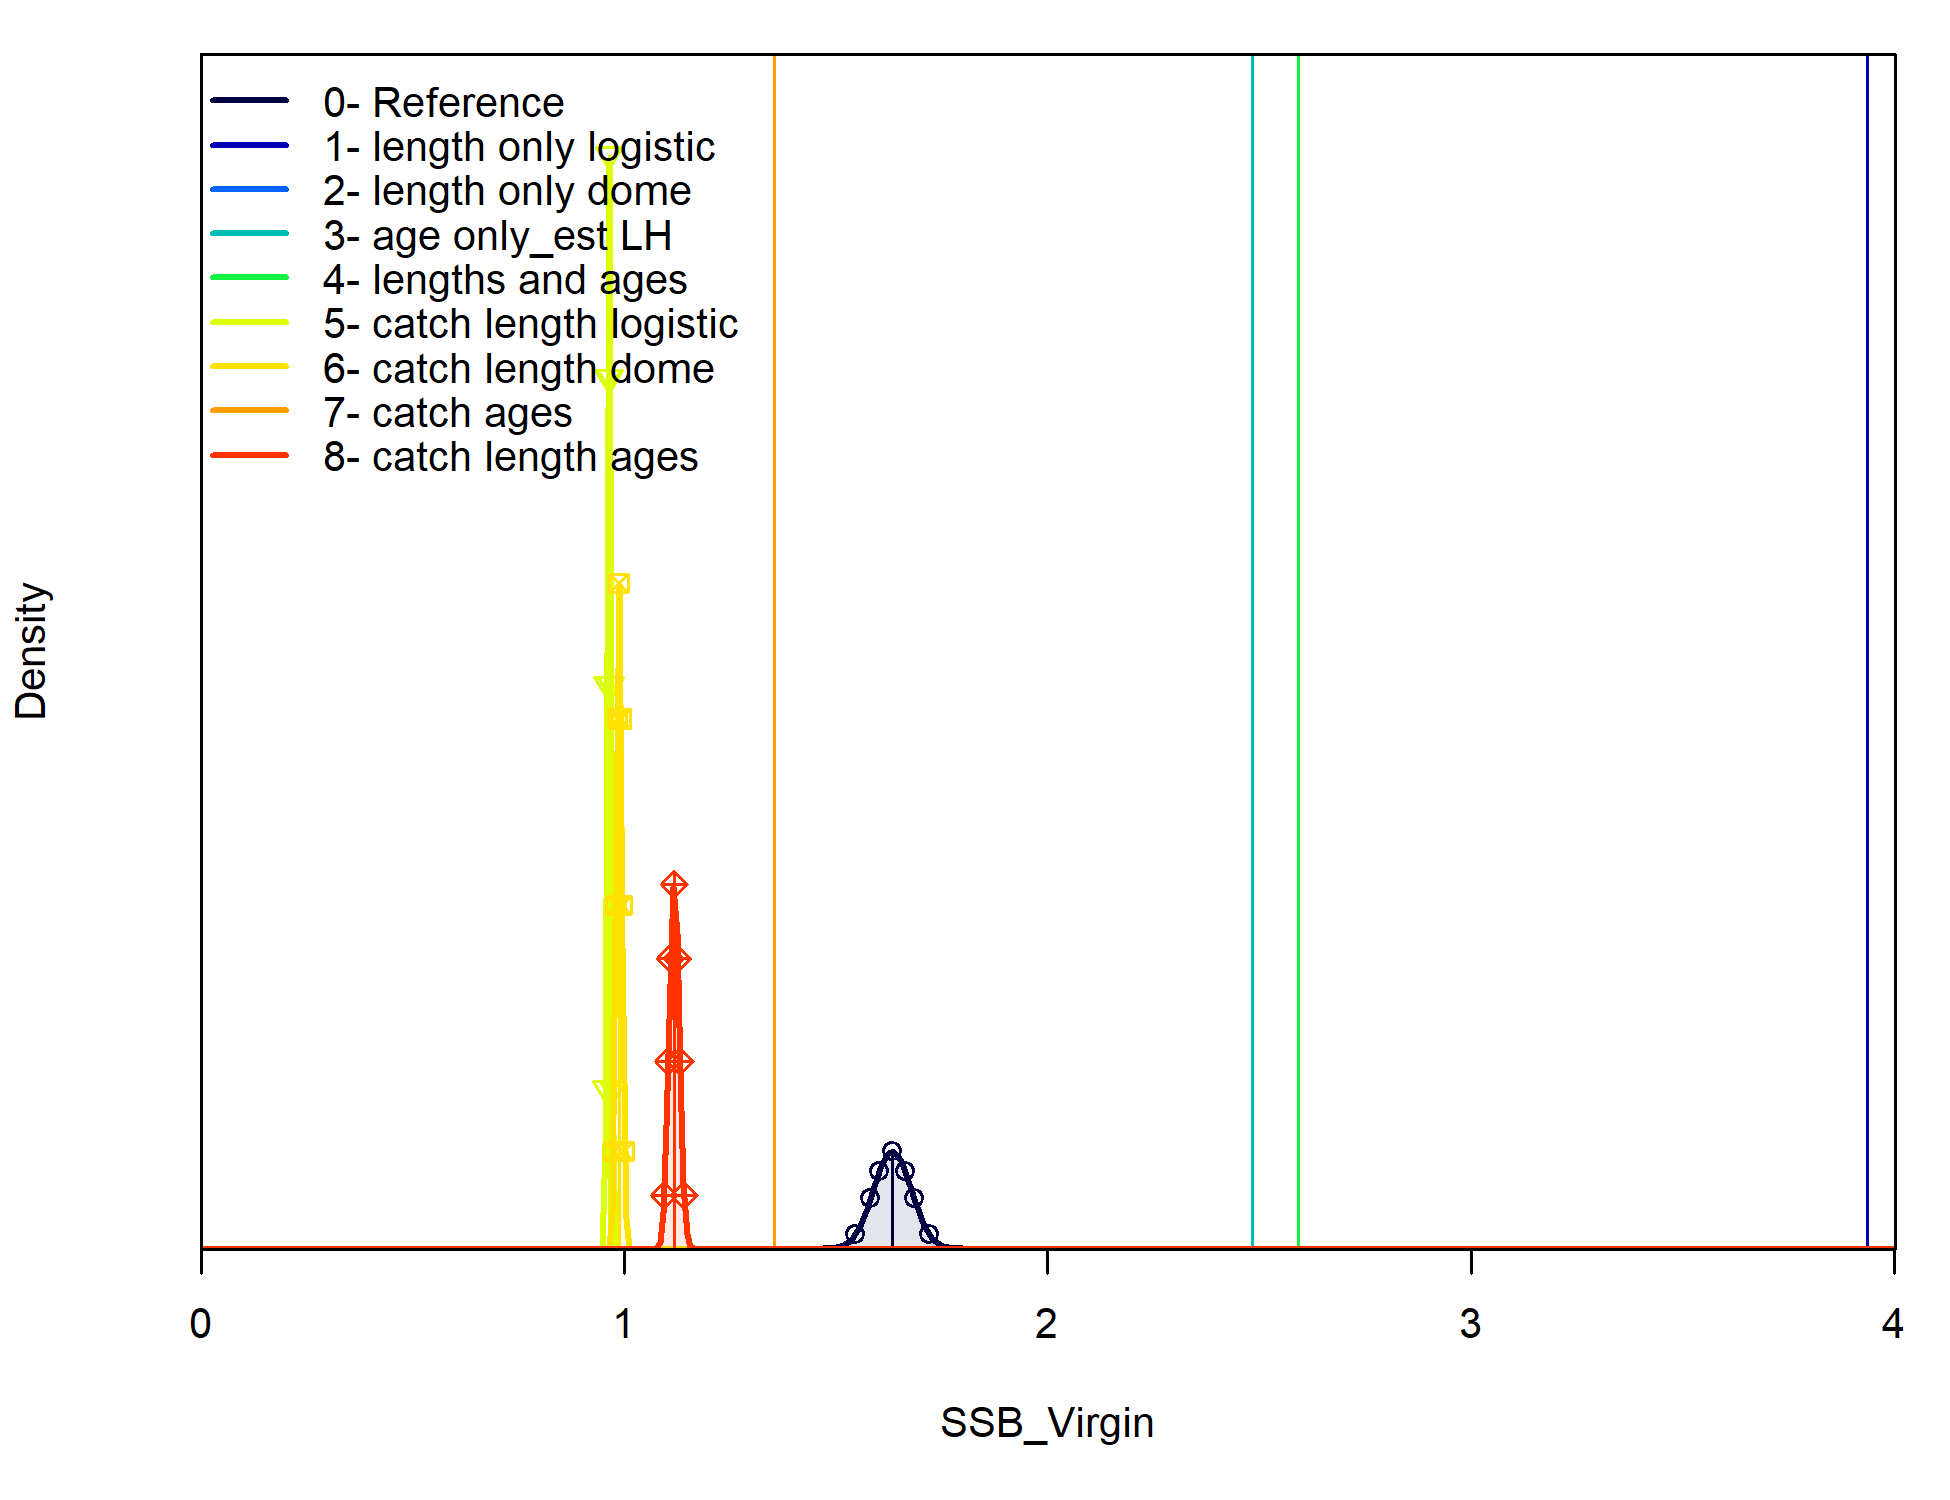 0- Reference
1- length only logistic
2- length only dome
3- age only_est LH
4- lengths and ages
5- catch length logistic
6- catch length dome
7- catch ages
8- catch length ages
Density
0 1 2 3 4
SSB_Virgin